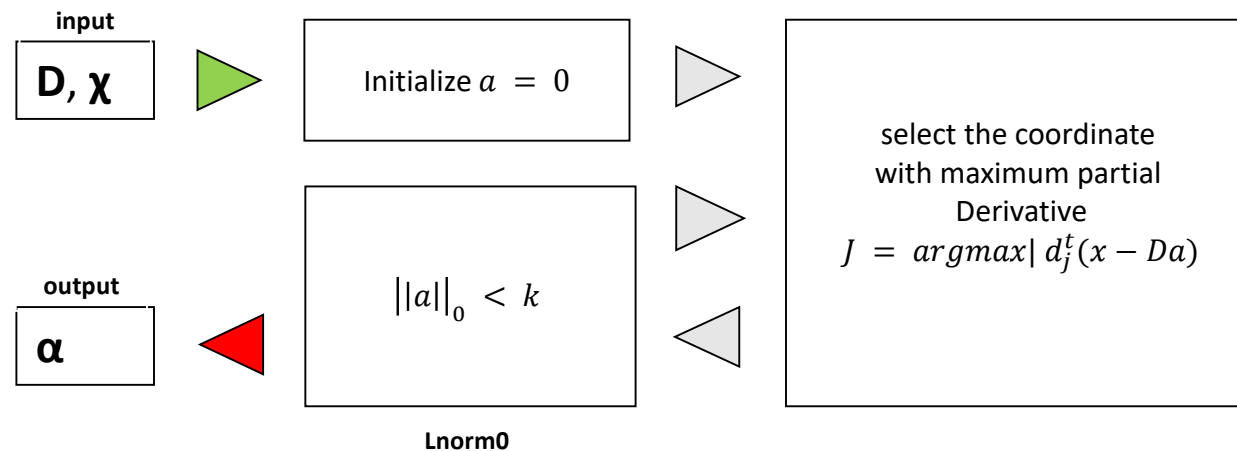 input
D, χ
Initialize a = 0
select the coordinate
with maximum partial
Derivative
J = argmax| d_j^t(x − Da)
||a||_0 < k
output
α
Lnorm0